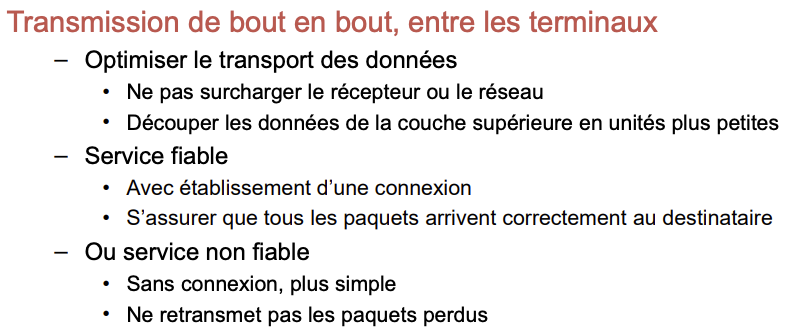 Transmission de bout en bout, entre les terminaux
– Optimiser le transport des données
• Ne pas surcharger le récepteur ou le réseau
• Découper les données de la couche supérieure en unités plus petites
– Service fiable
• Avec établissement d’une connexion
• S’assurer que tous les paquets arrivent correctement au destinataire
– Ou service non fiable
• Sans connexion, plus simple
• Ne retransmet pas les paquets perdus